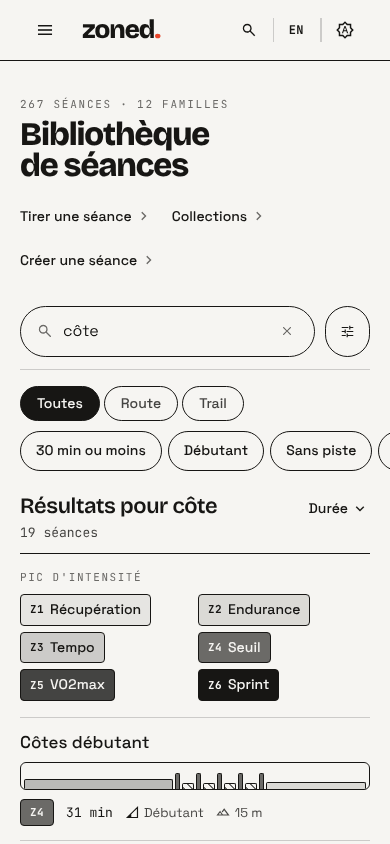 zoned.
EN
A
267 SÉANCES · 12 FAMILLES
Bibliothèque
de séances
Tirer une séance
Collections
Créer une séance
côte
Toutes
Route
Trail
30 min ou moins
Débutant
Sans piste
Résultats pour côte
Durée
19 séances
PIC D'INTENSITÉ
Z1 Récupération
Z2 Endurance
Z3 Tempo
Z4 Seuil
Z5 VO2max
Z6 Sprint
Côtes débutant
Z4 31 min Débutant 15 m